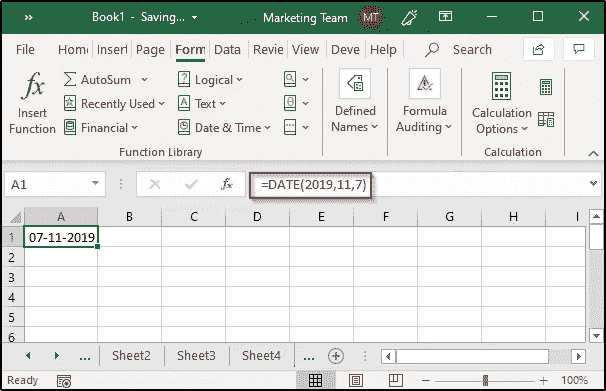 » Book1 - Saving... Marketing Team MT
File Hom Insert Page Form Data Revie View Deve Help Search
AutoSum Logical
fx Recently Used Text Defined Formula Calculation
Insert Function Financial Date & Time Names Auditing Options
Function Library Calculation
A1 fx =DATE(2019,11,7)
A B C D E F G H I
1 07-11-2019
2
3
4
5
6
... Sheet2 Sheet3 Sheet4 ...
Ready 100%